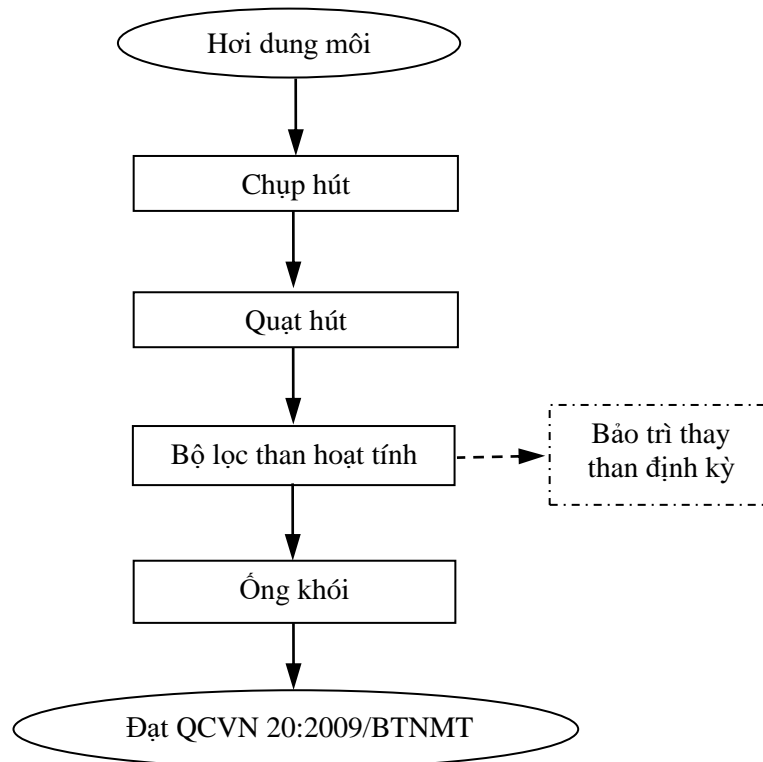 Hơi dung môi
Chụp hút
Quạt hút
Bộ lọc than hoạt tính
Bảo trì thay
than định kỳ
Ống khói
Đạt QCVN 20:2009/BTNMT